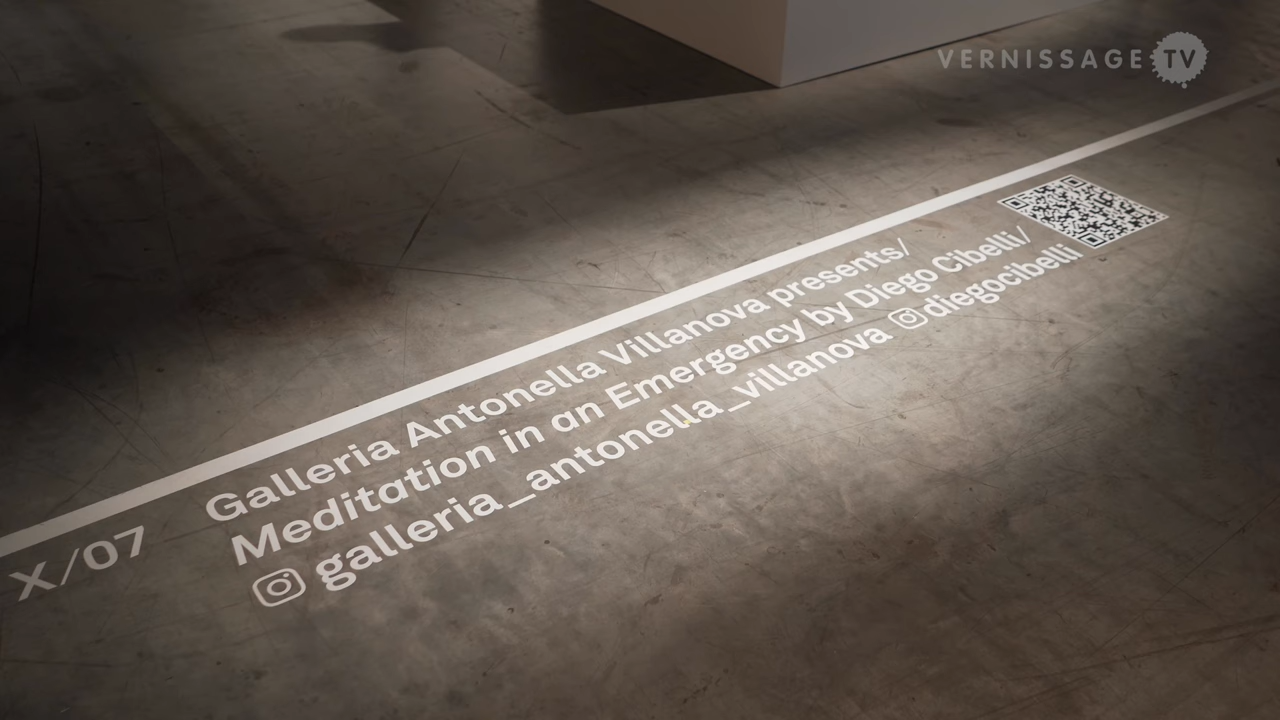 VERNISSAGE TV
Galleria Antonella Villanova presents/
Meditation in an Emergency by Diego Cibelli/
galleria_antonella_villanova diegocibelli
X/07